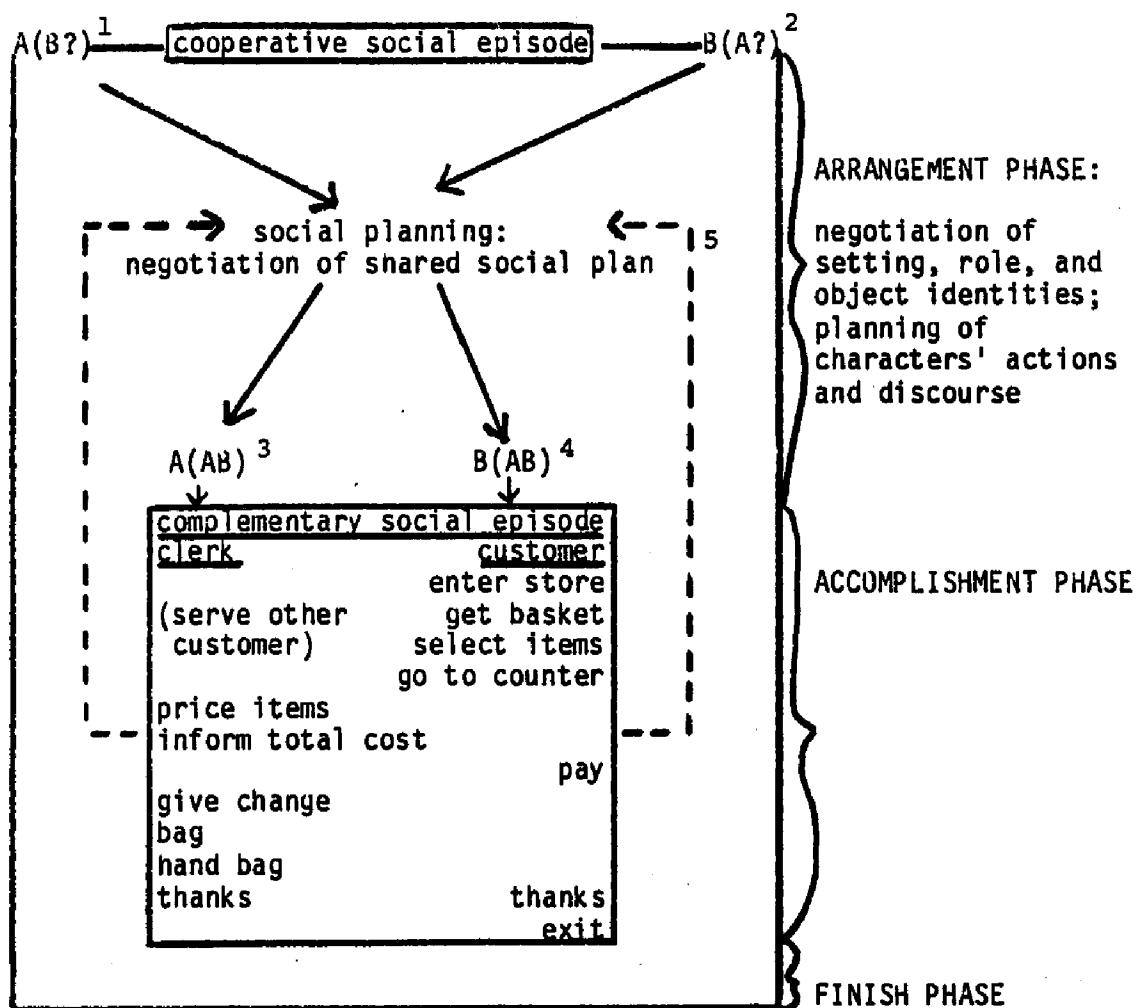 A(B?) 1 cooperative social episode B(A?) 2
ARRANGEMENT PHASE:
negotiation of
setting, role, and
object identities;
planning of
characters' actions
and discourse
social planning:
negotiation of shared social plan
5
A(AB) 3 B(AB) 4
complementary social episode
clerk customer
enter store
(serve other get basket
customer) select items
go to counter
price items
inform total cost
pay
give change
bag
hand bag
thanks thanks
exit
ACCOMPLISHMENT PHASE
FINISH PHASE